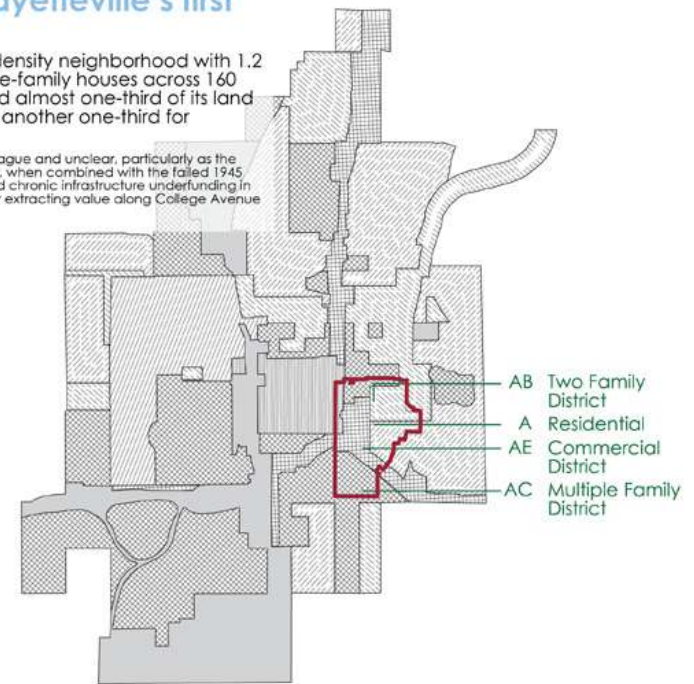 ayetteville's first
density neighborhood with 1.2
e-family houses across 160
d almost one-third of its land
another one-third for
ague and unclear, particularly as the
, when combined with the failed 1945
d chronic infrastructure underfunding in
r extracting value along College Avenue
AB Two Family
District
A Residential
AE Commercial
District
AC Multiple Family
District